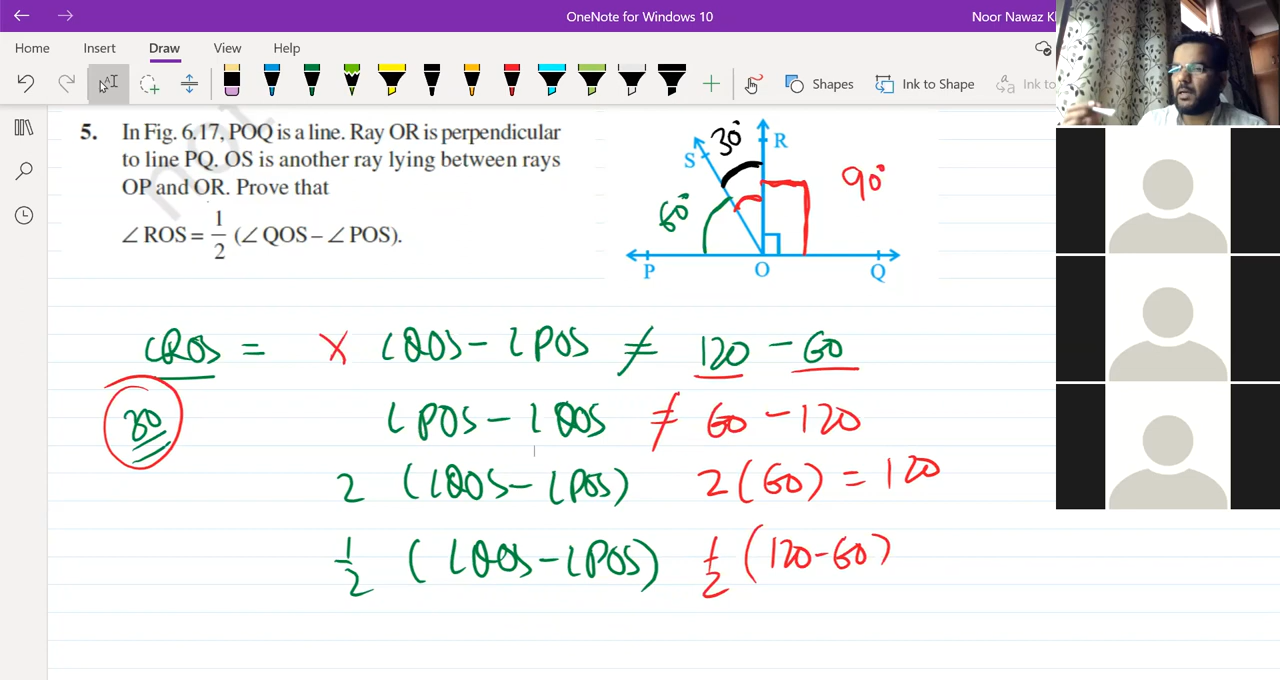 OneNote for Windows 10
Noor Nawaz K
Home Insert Draw View Help
Shapes Ink to Shape Ink to
not
5. In Fig. 6.17, POQ is a line. Ray OR is perpendicular
to line PQ. OS is another ray lying between rays
OP and OR. Prove that
∠ ROS = 1/2 (∠ QOS – ∠ POS).
30°
S
R
90°
60°
P O Q
∠ROS = × ∠QOS – ∠POS ≠ 120 – 60
30
∠POS – ∠QOS ≠ 60 – 120
2 (∠QOS – ∠POS) 2(60) = 120
1/2 (∠QOS – ∠POS) 1/2 (120-60)